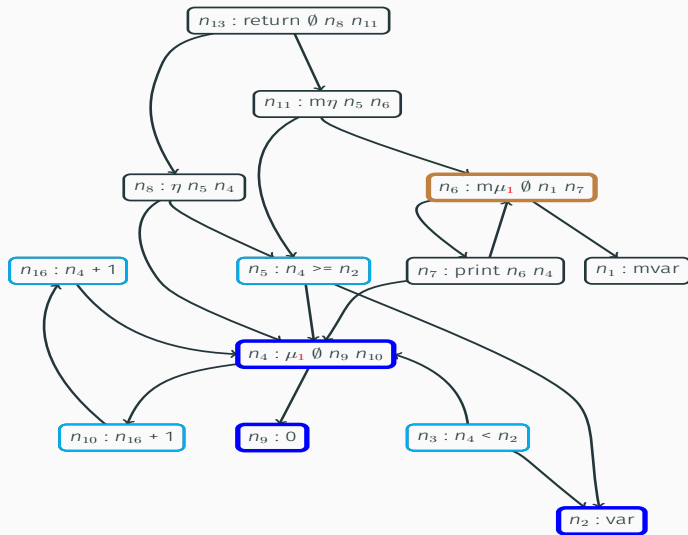 n₁₃ : return ∅ n₈ n₁₁
n₁₁ : mη n₅ n₆
n₈ : η n₅ n₄
n₆ : mμ₁ ∅ n₁ n₇
n₁₆ : n₄ + 1
n₅ : n₄ >= n₂
n₇ : print n₆ n₄
n₁ : mvar
n₄ : μ₁ ∅ n₉ n₁₀
n₁₀ : n₁₆ + 1
n₉ : 0
n₃ : n₄ < n₂
n₂ : var